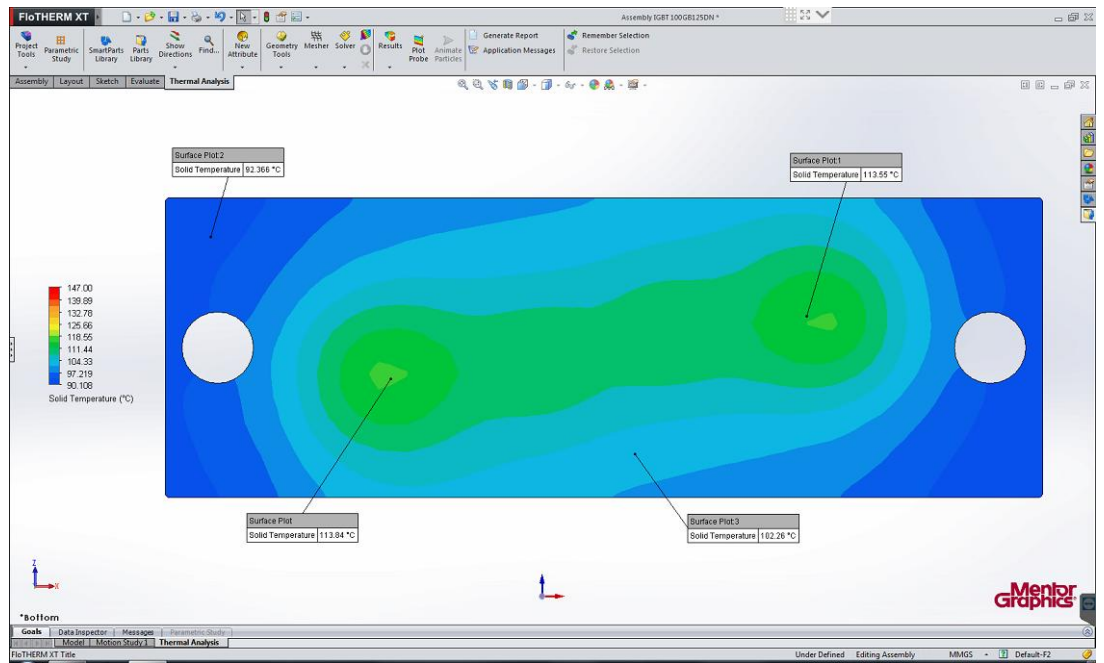 FloTHERM XT
Assembly IGBT 100GB125DN *
Project Tools
Parametric Study
SmartParts Library
Parts Library
Show Directions
Find...
New Attribute
Geometry Tools
Mesher
Solver
Results
Plot Probe
Animate Particles
Generate Report
Application Messages
Remember Selection
Restore Selection
Assembly
Layout
Sketch
Evaluate
Thermal Analysis
Surface Plot:2
Solid Temperature 92.366 °C
Surface Plot:1
Solid Temperature 113.55 °C
147.00
139.89
132.78
125.66
118.55
111.44
104.33
97.219
90.108
Solid Temperature (°C)
Surface Plot
Solid Temperature 113.84 °C
Surface Plot:3
Solid Temperature 102.26 °C
Z
X
Mentor Graphics
*Bottom
Goals
Data Inspector
Messages
Parametric Study
Model
Motion Study 1
Thermal Analysis
FloTHERM XT Title
Under Defined
Editing Assembly
MMGS
Default-F2